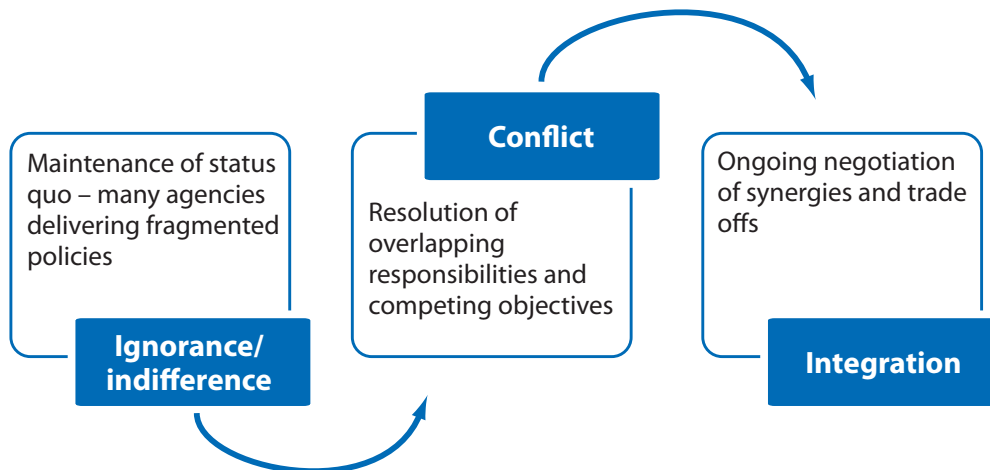 Maintenance of status
quo – many agencies
delivering fragmented
policies
Ignorance/
indifference
Conflict
Resolution of
overlapping
responsibilities and
competing objectives
Ongoing negotiation
of synergies and trade
offs
Integration